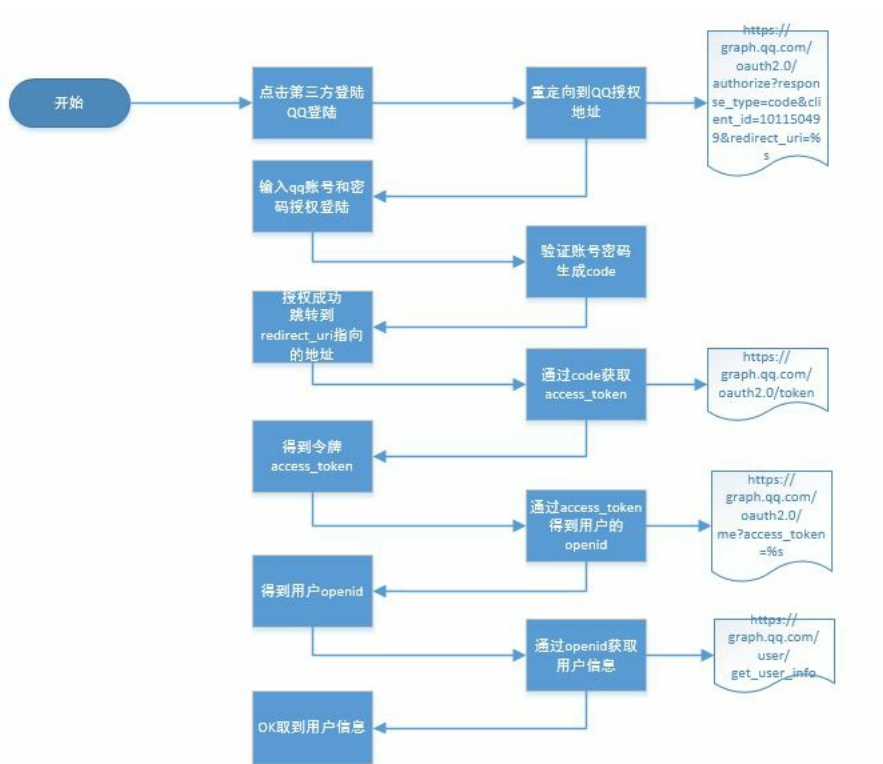 开始
点击第三方登陆
QQ登陆
重定向到QQ授权
地址
https://
graph.qq.com/
oauth2.0/
authorize?respon
se_type=code&cli
ent_id=10115049
9&redirect_uri=%
s
输入qq账号和密
码授权登陆
验证账号密码
生成code
授权成功
跳转到
redirect_uri指向
的地址
通过code获取
access_token
https://
graph.qq.com/
oauth2.0/token
得到令牌
access_token
通过access_token
得到用户的
openid
https://
graph.qq.com/
oauth2.0/
me?access_token
=%s
得到用户openid
通过openid获取
用户信息
https://
graph.qq.com/
user/
get_user_info
OK取到用户信息